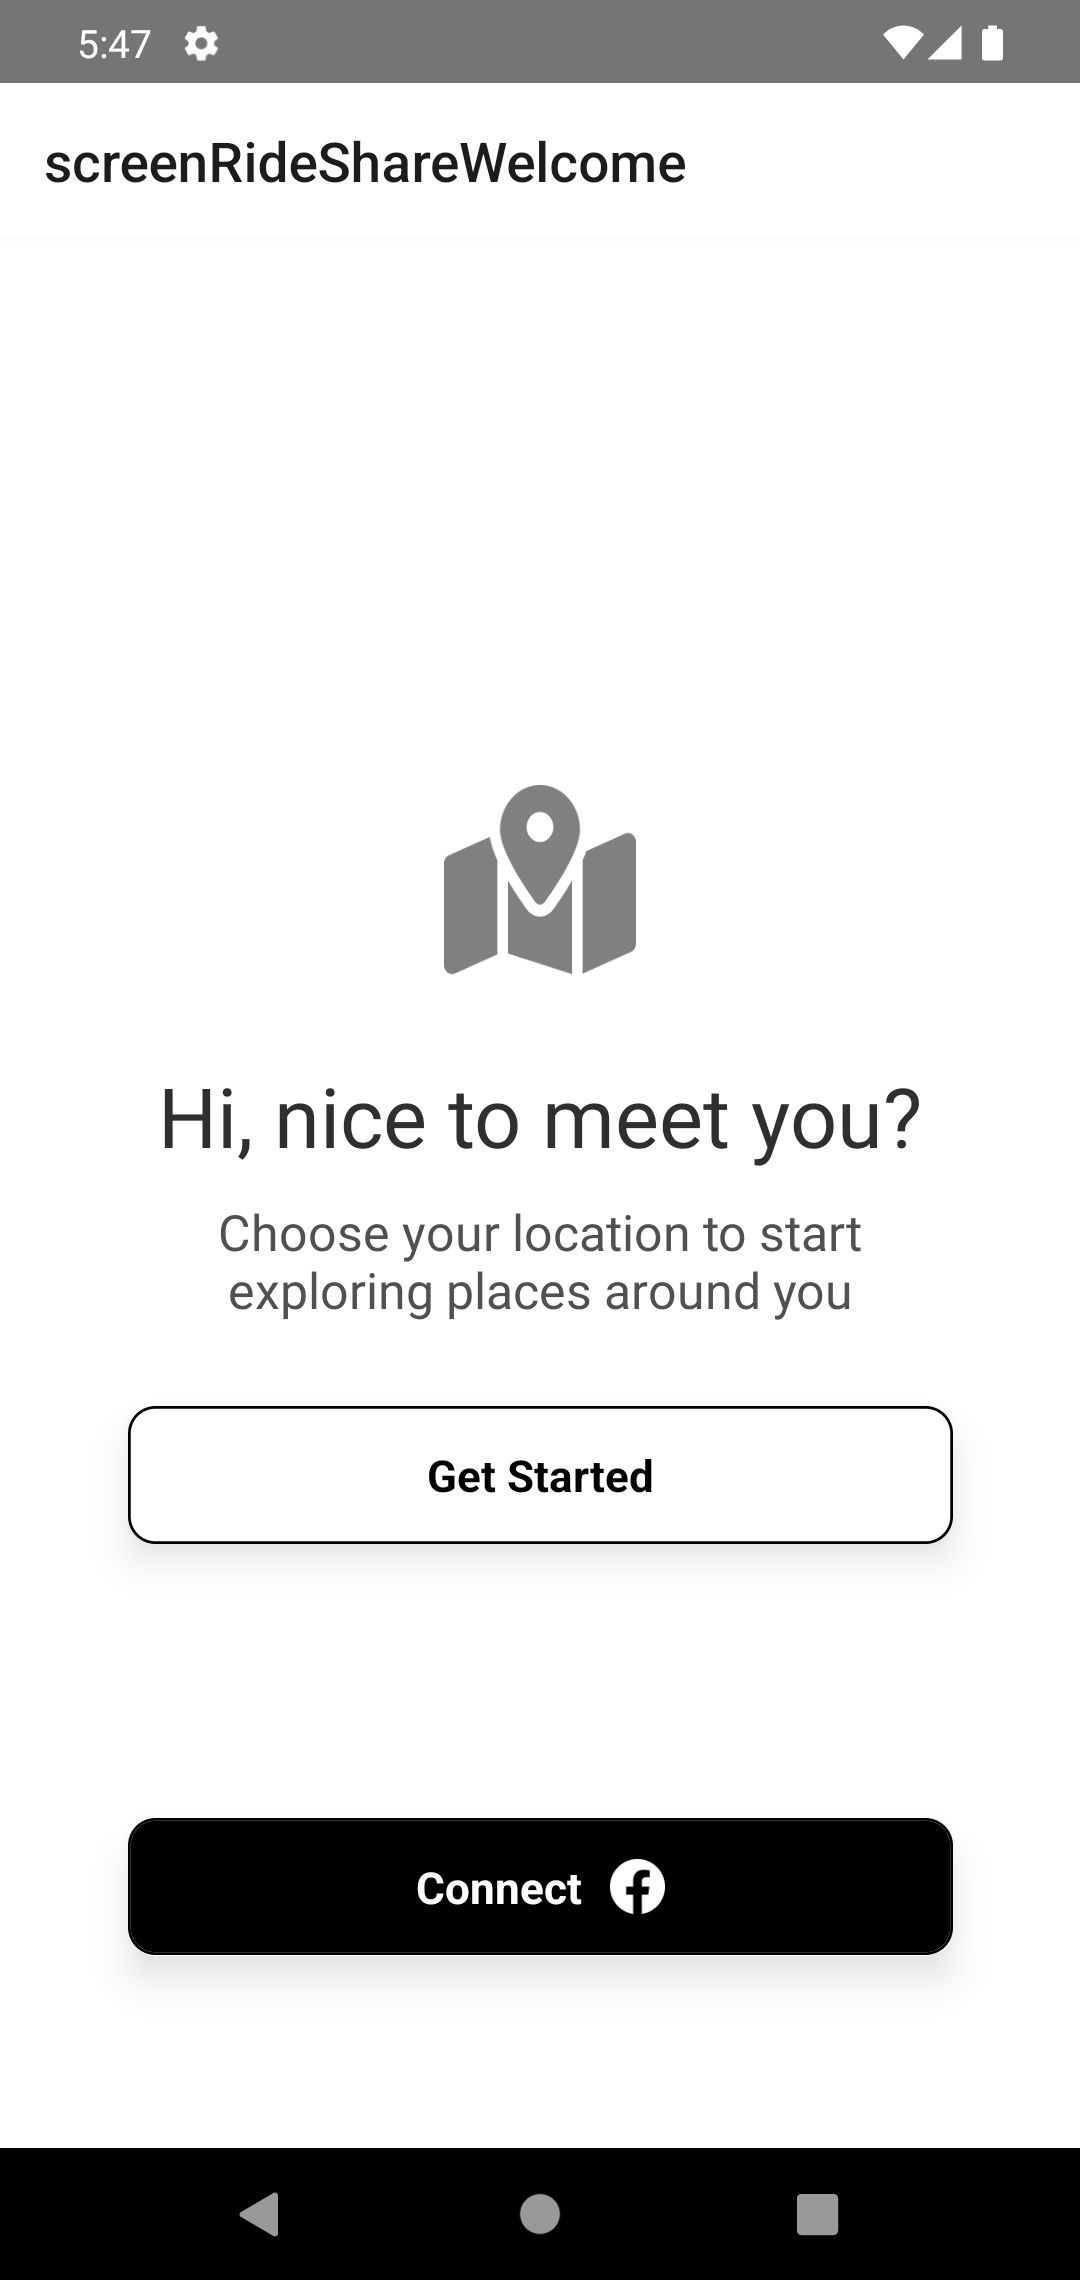 5:47
screenRideShareWelcome
Hi, nice to meet you?
Choose your location to start
exploring places around you
Get Started
Connect